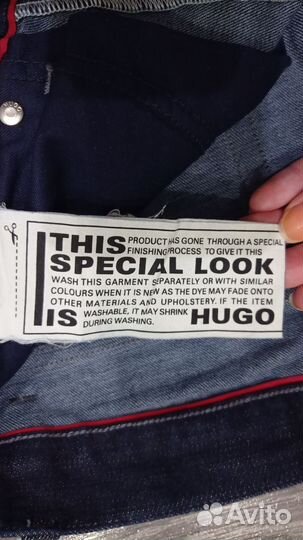 THIS PRODUCT HAS GONE THROUGH A SPECIAL
FINISHING PROCESS TO GIVE IT THIS
SPECIAL LOOK
WASH THIS GARMENT SEPARATELY OR WITH SIMILAR
COLOURS WHEN IT IS NEW AS THE DYE MAY FADE ONTO
OTHER MATERIALS AND UPHOLSTERY. IF THE ITEM
IS WASHABLE, IT MAY SHRINK
DURING WASHING. HUGO
Avito